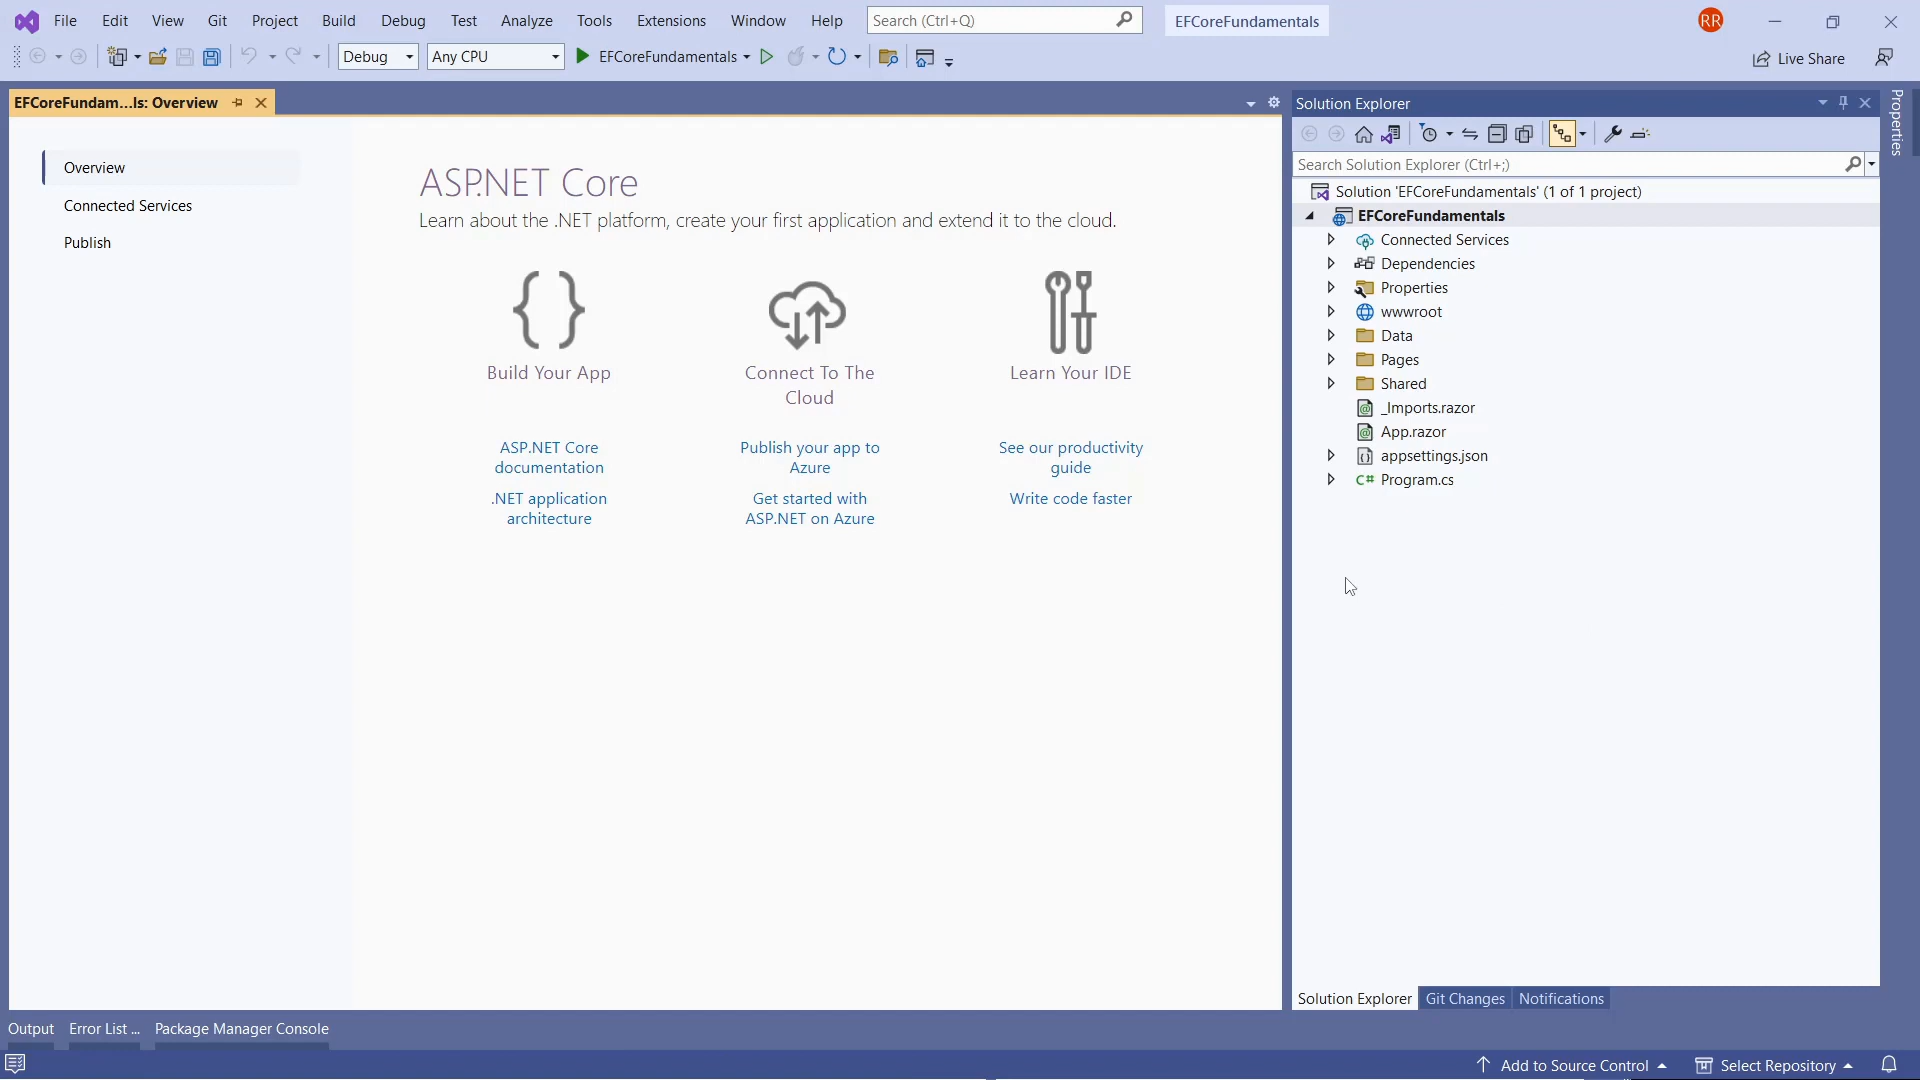 File Edit View Git Project Build Debug Test Analyze Tools Extensions Window Help Search (Ctrl+Q) EFCoreFundamentals RR
Debug Any CPU EFCoreFundamentals Live Share
EFCoreFundam...ls: Overview
Overview
Connected Services
Publish
ASP.NET Core
Learn about the .NET platform, create your first application and extend it to the cloud.
Build Your App
ASP.NET Core
documentation
.NET application
architecture
Connect To The
Cloud
Publish your app to
Azure
Get started with
ASP.NET on Azure
Learn Your IDE
See our productivity
guide
Write code faster
Solution Explorer
Search Solution Explorer (Ctrl+;)
Solution 'EFCoreFundamentals' (1 of 1 project)
EFCoreFundamentals
Connected Services
Dependencies
Properties
wwwroot
Data
Pages
Shared
_Imports.razor
App.razor
appsettings.json
C# Program.cs
Solution Explorer Git Changes Notifications
Properties
Output Error List ... Package Manager Console
Add to Source Control Select Repository